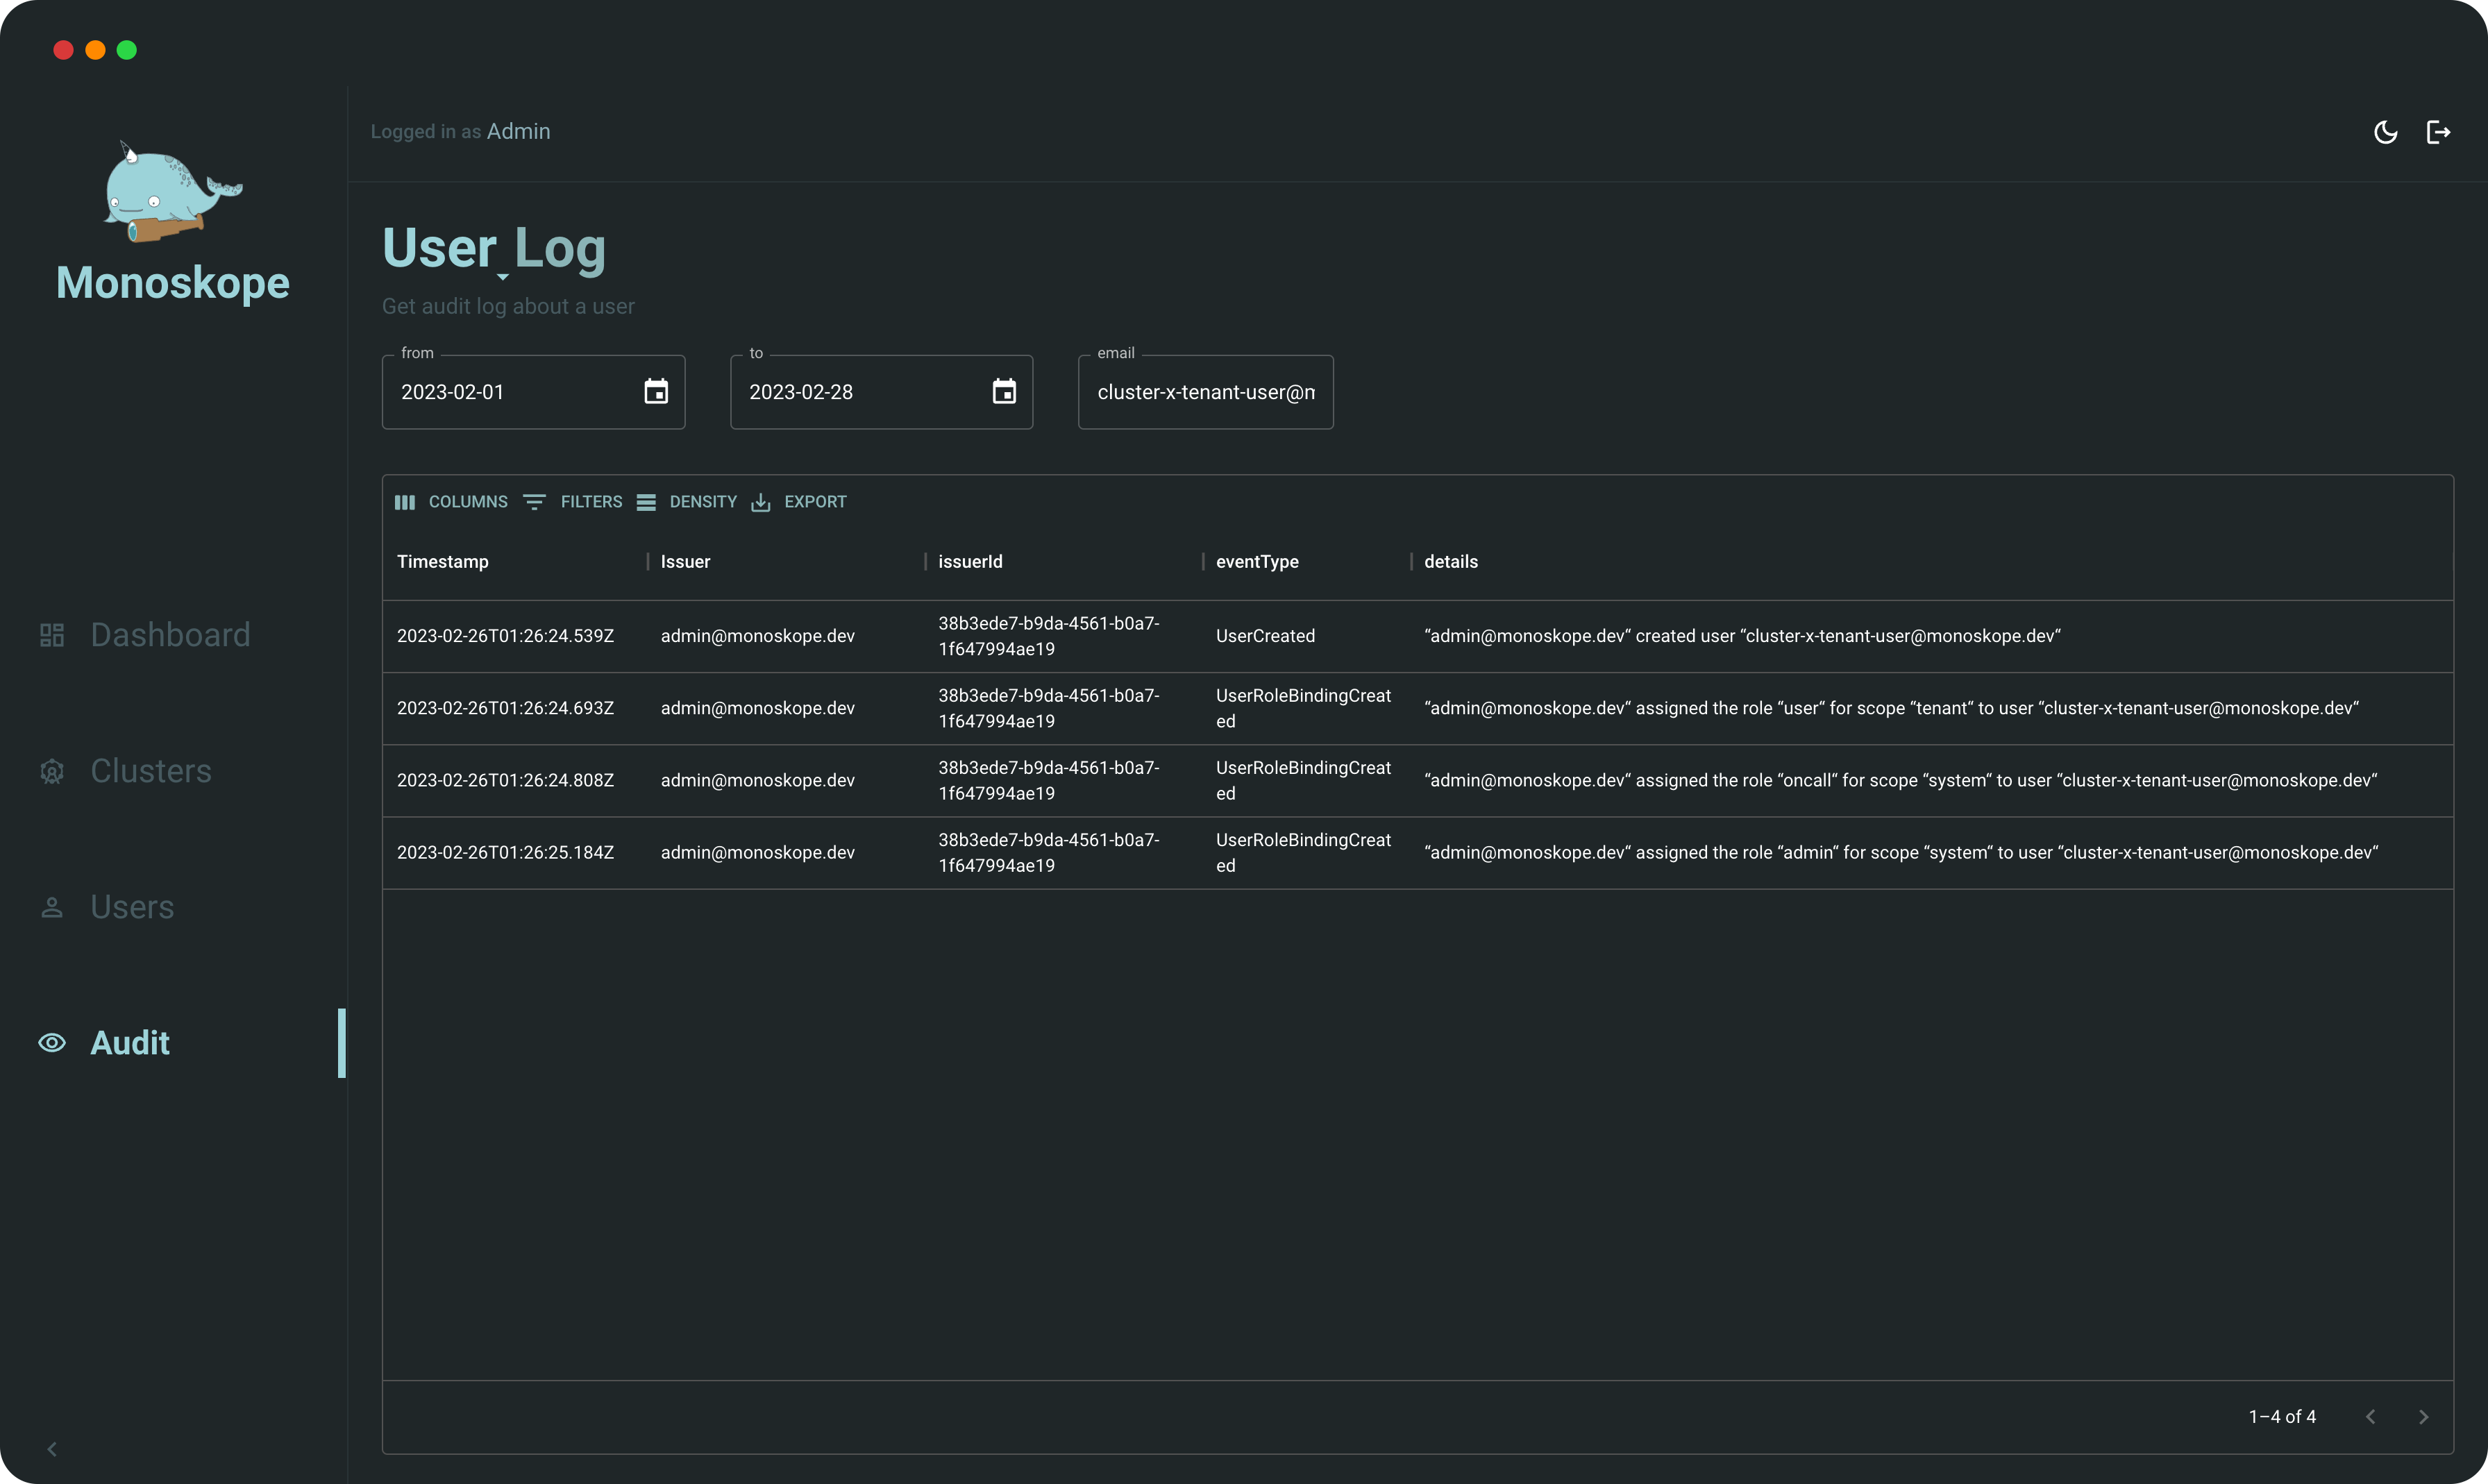 Monoskope
Dashboard
Clusters
Users
Audit
Logged in as Admin
User Log
Get audit log about a user
from
2023-02-01
to
2023-02-28
email
cluster-x-tenant-user@
COLUMNS FILTERS DENSITY EXPORT
Timestamp Issuer issuerId eventType details
2023-02-26T01:26:24.539Z admin@monoskope.dev 38b3ede7-b9da-4561-b0a7-
1f647994ae19 UserCreated “admin@monoskope.dev“ created user “cluster-x-tenant-user@monoskope.dev“
2023-02-26T01:26:24.693Z admin@monoskope.dev 38b3ede7-b9da-4561-b0a7-
1f647994ae19 UserRoleBindingCreat
ed “admin@monoskope.dev“ assigned the role “user“ for scope “tenant“ to user “cluster-x-tenant-user@monoskope.dev“
2023-02-26T01:26:24.808Z admin@monoskope.dev 38b3ede7-b9da-4561-b0a7-
1f647994ae19 UserRoleBindingCreat
ed “admin@monoskope.dev“ assigned the role “oncall“ for scope “system“ to user “cluster-x-tenant-user@monoskope.dev“
2023-02-26T01:26:25.184Z admin@monoskope.dev 38b3ede7-b9da-4561-b0a7-
1f647994ae19 UserRoleBindingCreat
ed “admin@monoskope.dev“ assigned the role “admin“ for scope “system“ to user “cluster-x-tenant-user@monoskope.dev“
1–4 of 4